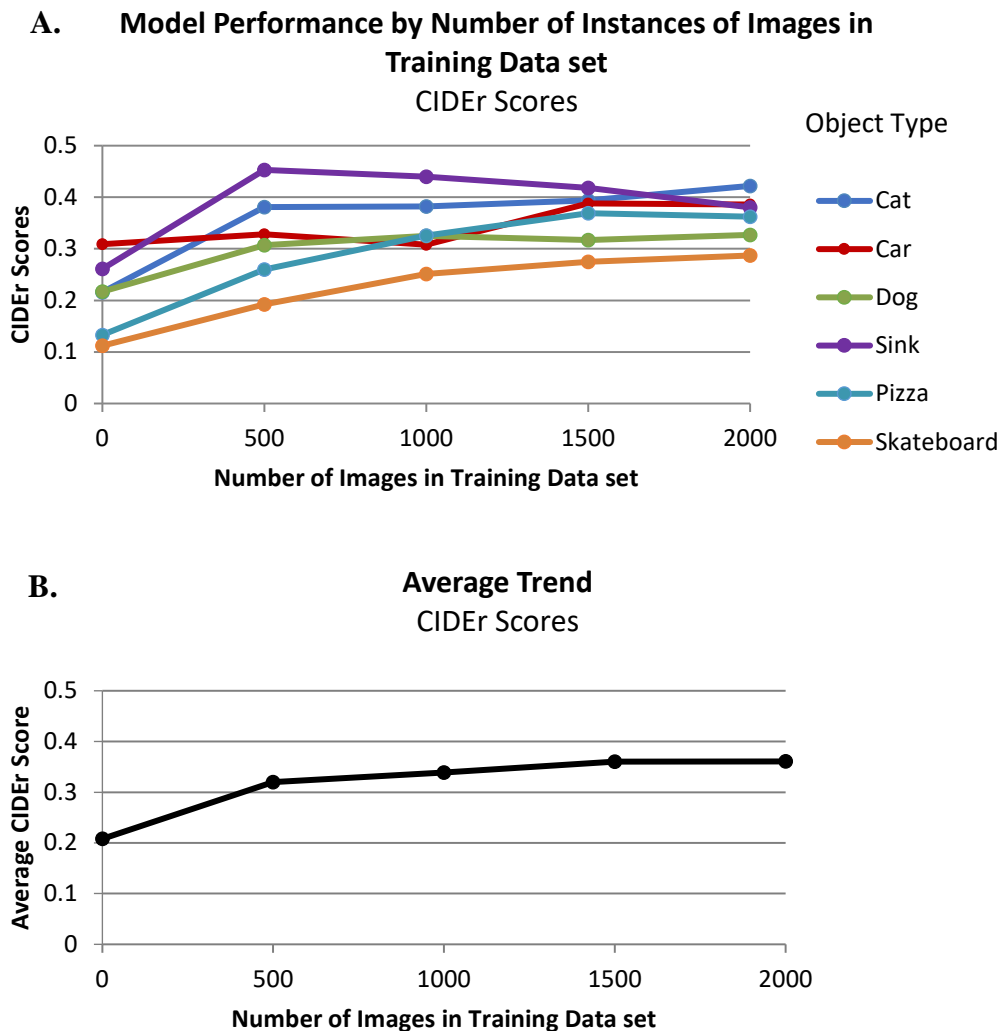 A. Model Performance by Number of Instances of Images in
Training Data set
CIDEr Scores
Object Type
CIDEr Scores
0.5
0.4
0.3
0.2
0.1
0
0 500 1000 1500 2000
Number of Images in Training Data set
Cat
Car
Dog
Sink
Pizza
Skateboard
B. Average Trend
CIDEr Scores
Average CIDEr Score
0.5
0.4
0.3
0.2
0.1
0
0 500 1000 1500 2000
Number of Images in Training Data set